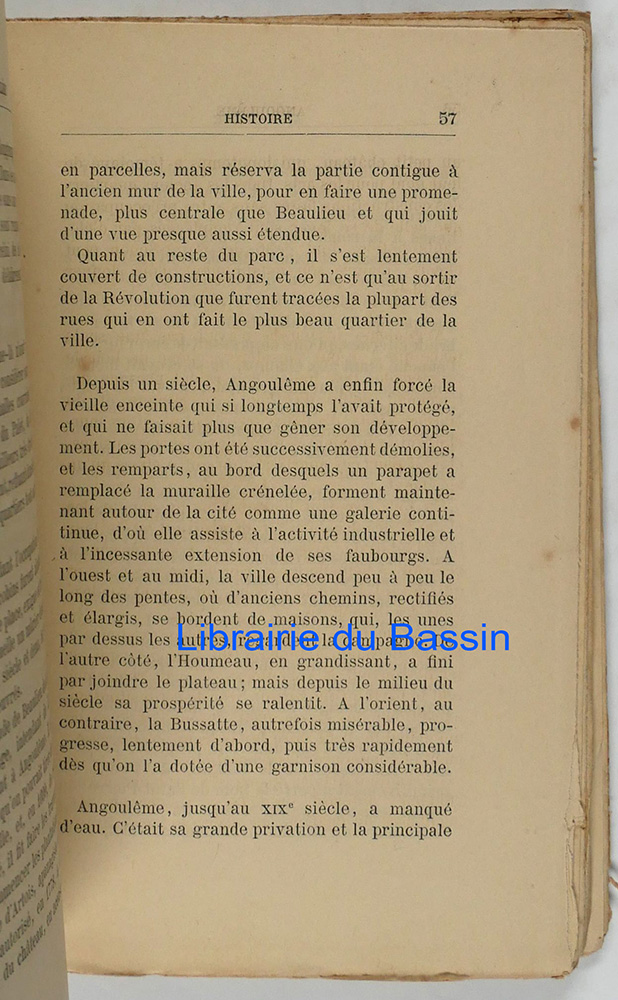 HISTOIRE 57
en parcelles, mais réserva la partie contigue à
l'ancien mur de la ville, pour en faire une prome-
nade, plus centrale que Beaulieu et qui jouit
d'une vue presque aussi étendue.
Quant au reste du parc, il s'est lentement
couvert de constructions, et ce n'est qu'au sortir
de la Révolution que furent tracées la plupart des
rues qui en ont fait le plus beau quartier de la
ville.
Depuis un siècle, Angoulême a enfin forcé la
vieille enceinte qui si longtemps l'avait protégé,
et qui ne faisait plus que gêner son développe-
ment. Les portes ont été successivement démolies,
et les remparts, au bord desquels un parapet a
remplacé la muraille crénelée, forment mainte-
nant autour de la cité comme une galerie conti-
tinue, d'où elle assiste à l'activité industrielle et
à l'incessante extension de ses faubourgs. A
l'ouest et au midi, la ville descend peu à peu le
long des pentes, où d'anciens chemins, rectifiés
et élargis, se bordent de maisons, qui, les unes
par dessus les autres, regardent la campagne. De
Librairie du Bassin
l'autre côté, l'Houmeau, en grandissant, a fini
par joindre le plateau; mais depuis le milieu du
siècle sa prospérité se ralentit. A l'orient, au
contraire, la Bussatte, autrefois misérable, pro-
gresse, lentement d'abord, puis très rapidement
dès qu'on l'a dotée d'une garnison considérable.
Angoulême, jusqu'au XIXe siècle, a manqué
d'eau. C'était sa grande privation et la principale